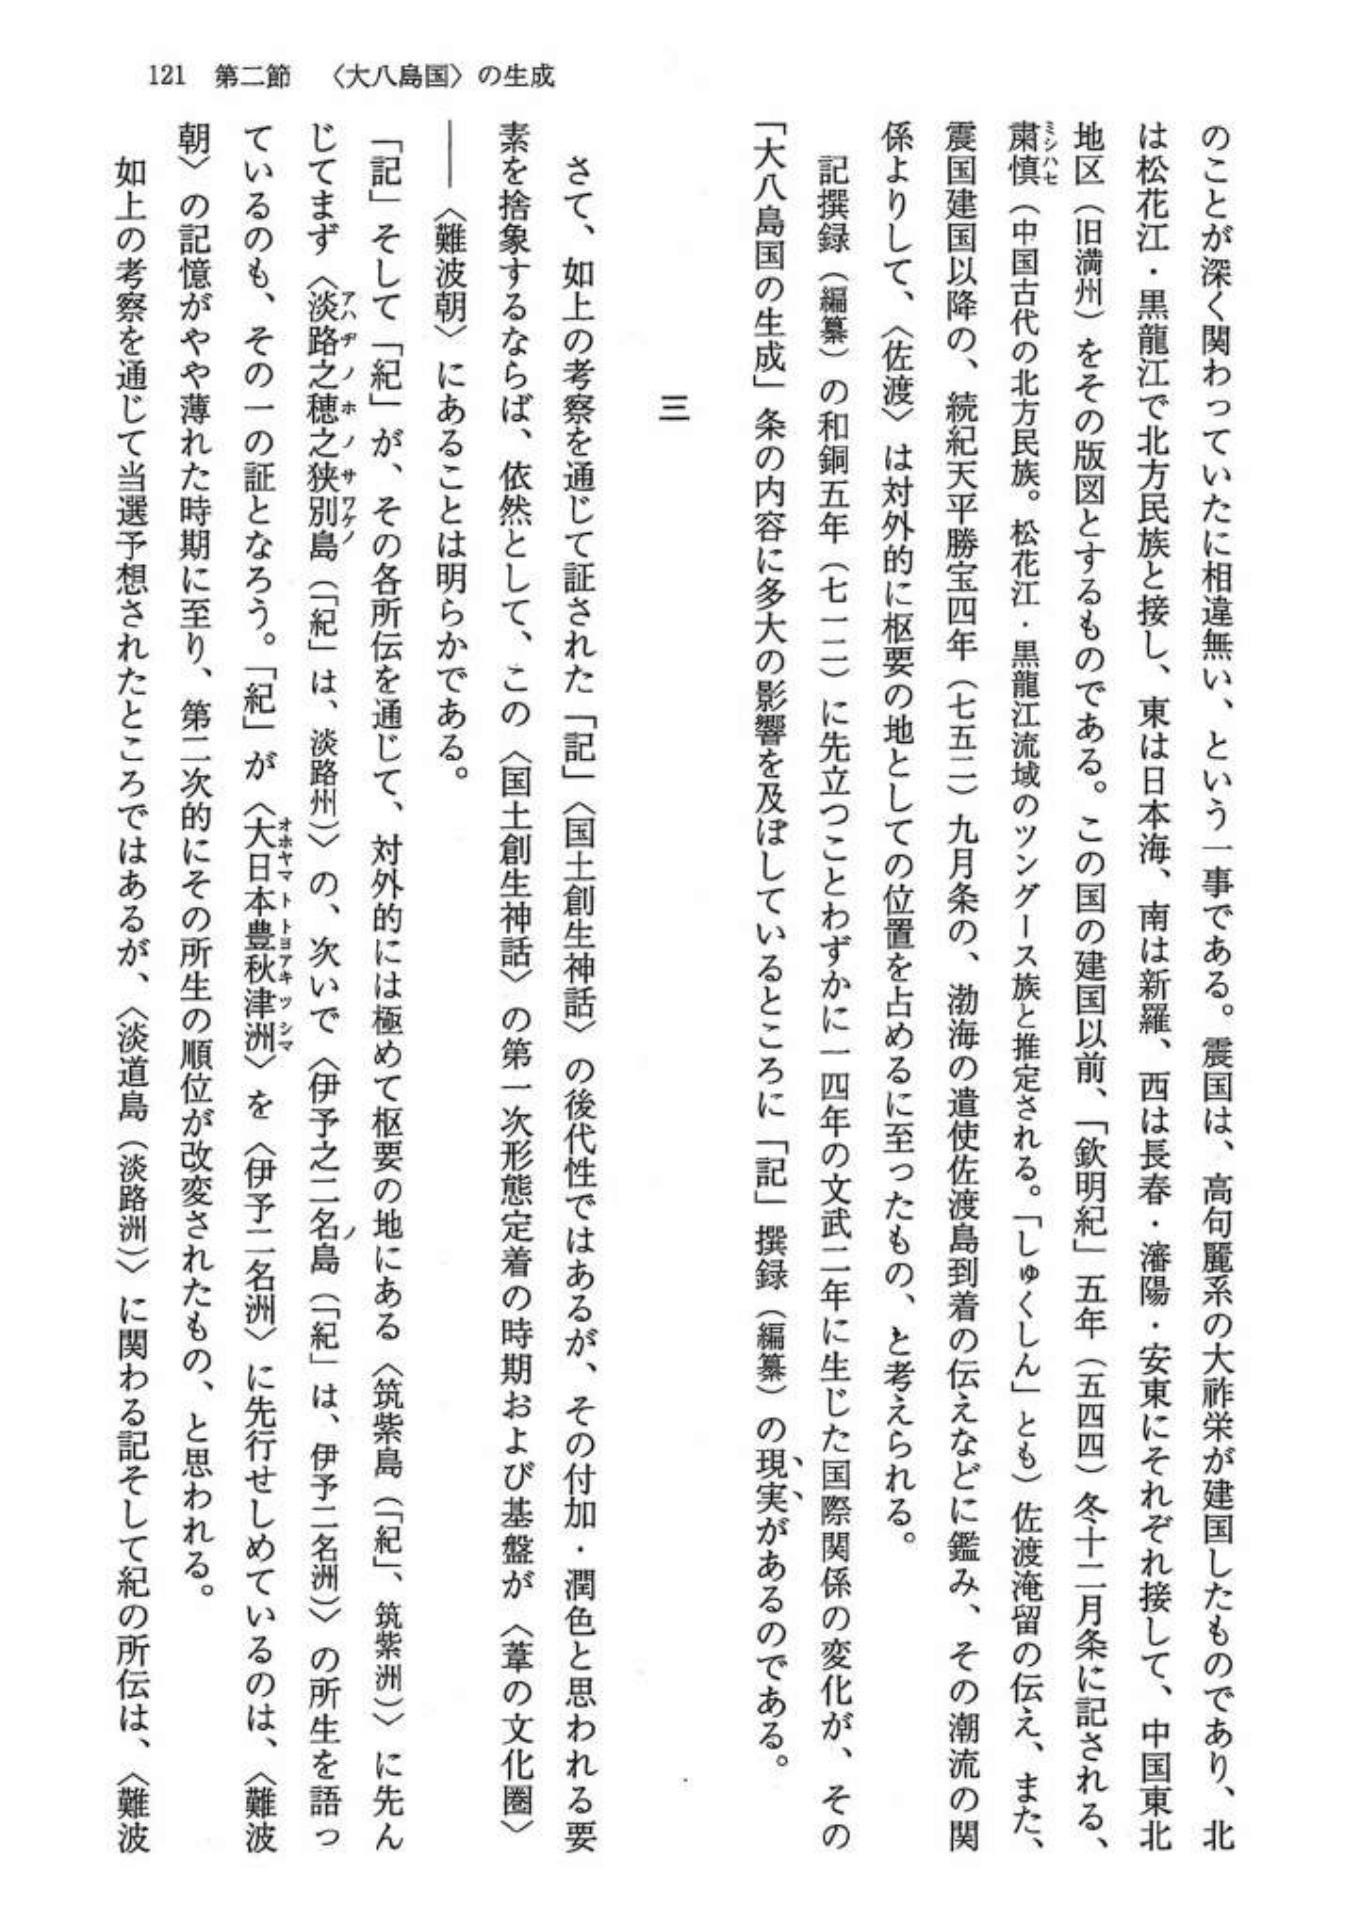 121　第二節　〈大八島国〉の生成
のことが深く関わっていたに相違無い、という一事である。震国は、高句麗系の大祚栄が建国したものであり、北
は松花江・黒龍江で北方民族と接し、東は日本海、南は新羅、西は長春・瀋陽・安東にそれぞれ接して、中国東北
地区（旧満州）をその版図とするものである。この国の建国以前、「欽明紀」五年（五四四）冬十二月条に記される、
粛慎（中国古代の北方民族。松花江・黒龍江流域のツングース族と推定される。「しゅくしん」とも）佐渡淹留の伝え、また、
ミシハセ
震国建国以降の、続紀天平勝宝四年（七五二）九月条の、渤海の遣使佐渡島到着の伝えなどに鑑み、その潮流の関
係よりして、〈佐渡〉は対外的に枢要の地としての位置を占めるに至ったもの、と考えられる。
記撰録（編纂）の和銅五年（七一二）に先立つことわずかに一四年の文武二年に生じた国際関係の変化が、その
「大八島国の生成」条の内容に多大の影響を及ぼしているところに「記」撰録（編纂）の現実があるのである。
三
さて、如上の考察を通じて証された「記」〈国土創生神話〉の後代性ではあるが、その付加・潤色と思われる要
素を捨象するならば、依然として、この〈国土創生神話〉の第一次形態定着の時期および基盤が〈葦の文化圏〉
――〈難波朝〉にあることは明らかである。
「記」そして「紀」が、その各所伝を通じて、対外的には極めて枢要の地にある〈筑紫島（「紀」、筑紫洲）〉に先ん
じてまず〈淡路之穂之狭別島（「紀」は、淡路州）〉の、次いで〈伊予之二名島（「紀」は、伊予二名洲）〉の所生を語っ
アハヂノホノサワケノ
ノ
ているのも、その一の証となろう。「紀」が〈大日本豊秋津洲〉を〈伊予二名洲〉に先行せしめているのは、〈難波
オホヤマトトヨアキツシマ
朝〉の記憶がやや薄れた時期に至り、第二次的にその所生の順位が改変されたもの、と思われる。
如上の考察を通じて当選予想されたところではあるが、〈淡道島（淡路洲）〉に関わる記そして紀の所伝は、〈難波